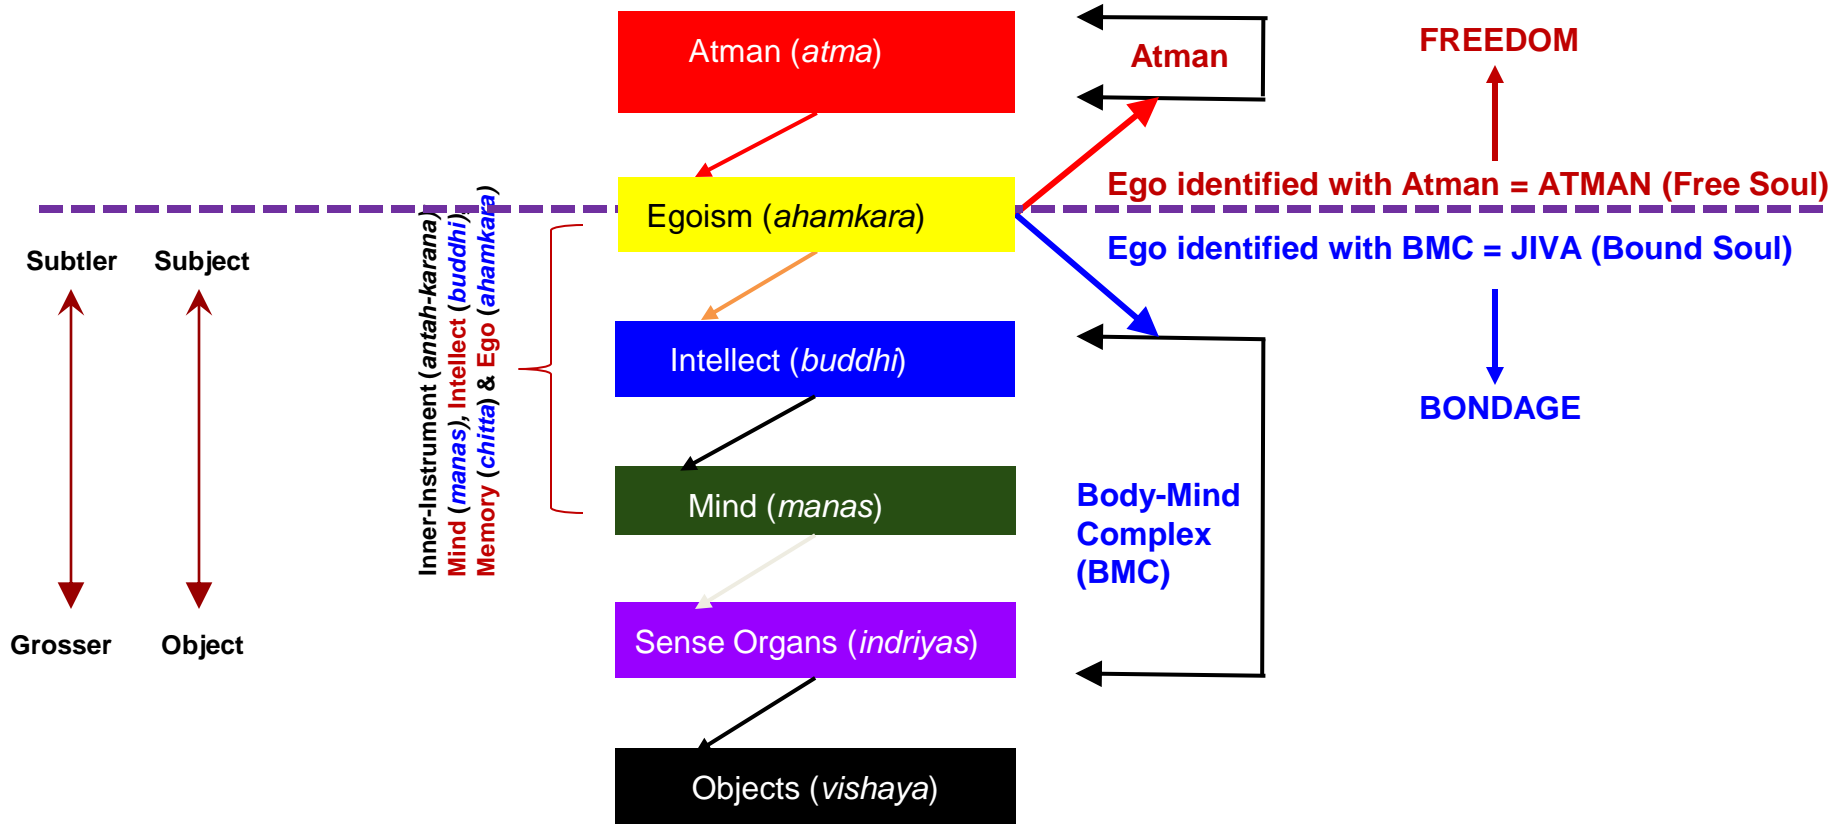 Atman (atma)
Atman
FREEDOM
Ego identified with Atman = ATMAN (Free Soul)
Egoism (ahamkara)
Ego identified with BMC = JIVA (Bound Soul)
Subtler
Subject
Inner-Instrument (antah-karana)
Mind (manas), Intellect (buddhi),
Memory (chitta) & Ego (ahamkara)
Intellect (buddhi)
BONDAGE
Mind (manas)
Body-Mind
Complex
(BMC)
Grosser
Object
Sense Organs (indriyas)
Objects (vishaya)